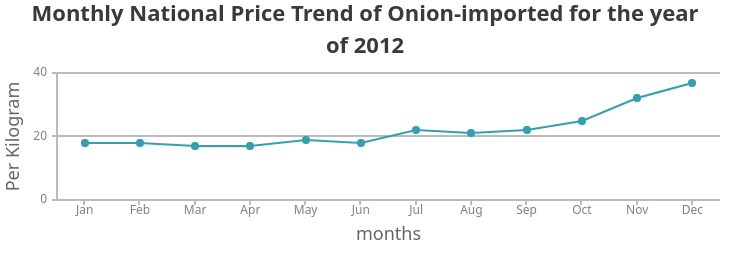 Monthly National Price Trend of Onion-imported for the year
of 2012
Per Kilogram
40
20
0
Jan Feb Mar Apr May Jun Jul Aug Sep Oct Nov Dec
months